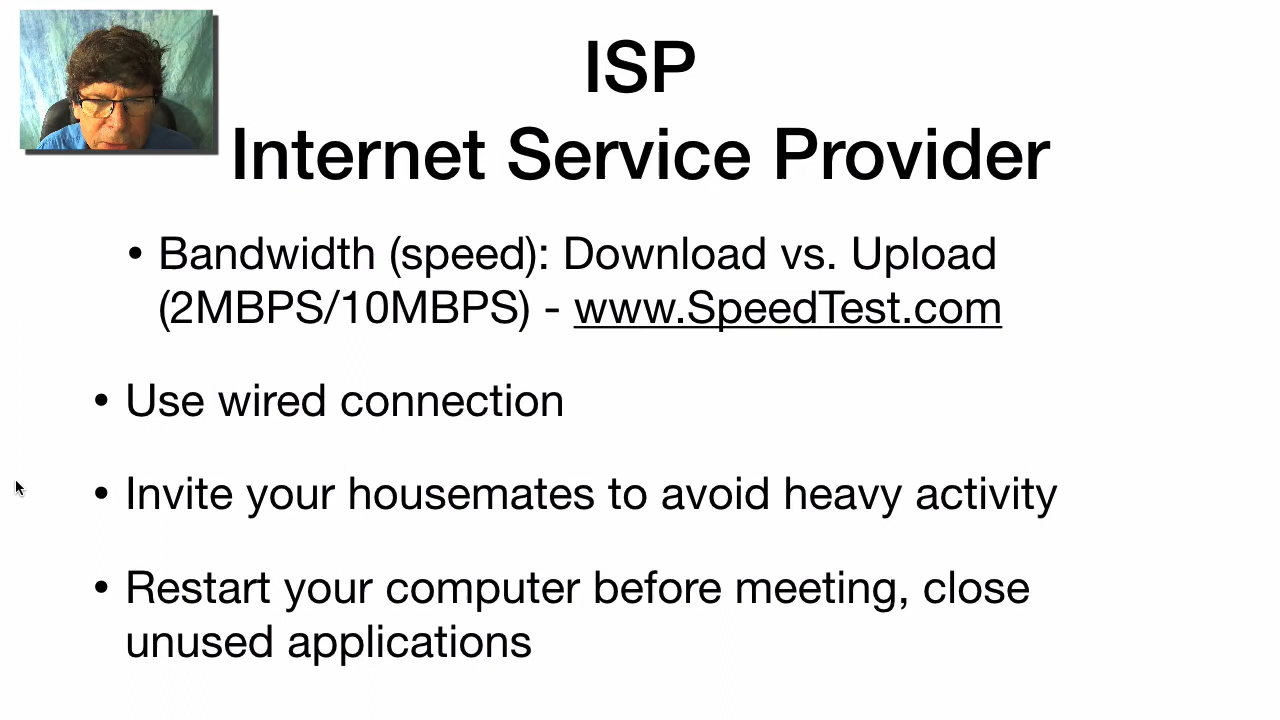 ISP
Internet Service Provider
• Bandwidth (speed): Download vs. Upload
(2MBPS/10MBPS) - www.SpeedTest.com
• Use wired connection
• Invite your housemates to avoid heavy activity
• Restart your computer before meeting, close
unused applications